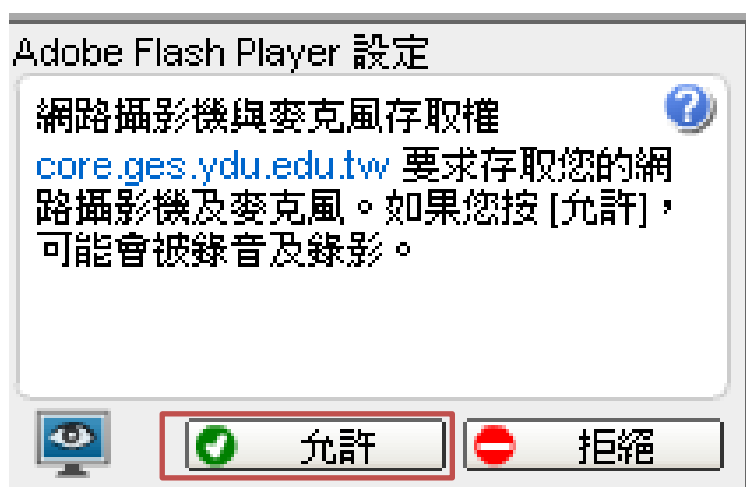 Adobe Flash Player 設定
網路攝影機與麥克風存取權
core.ges.ydu.edu.tw 要求存取您的網
路攝影機及麥克風。如果您按 [允許]，
可能會被錄音及錄影。
允許
拒絕